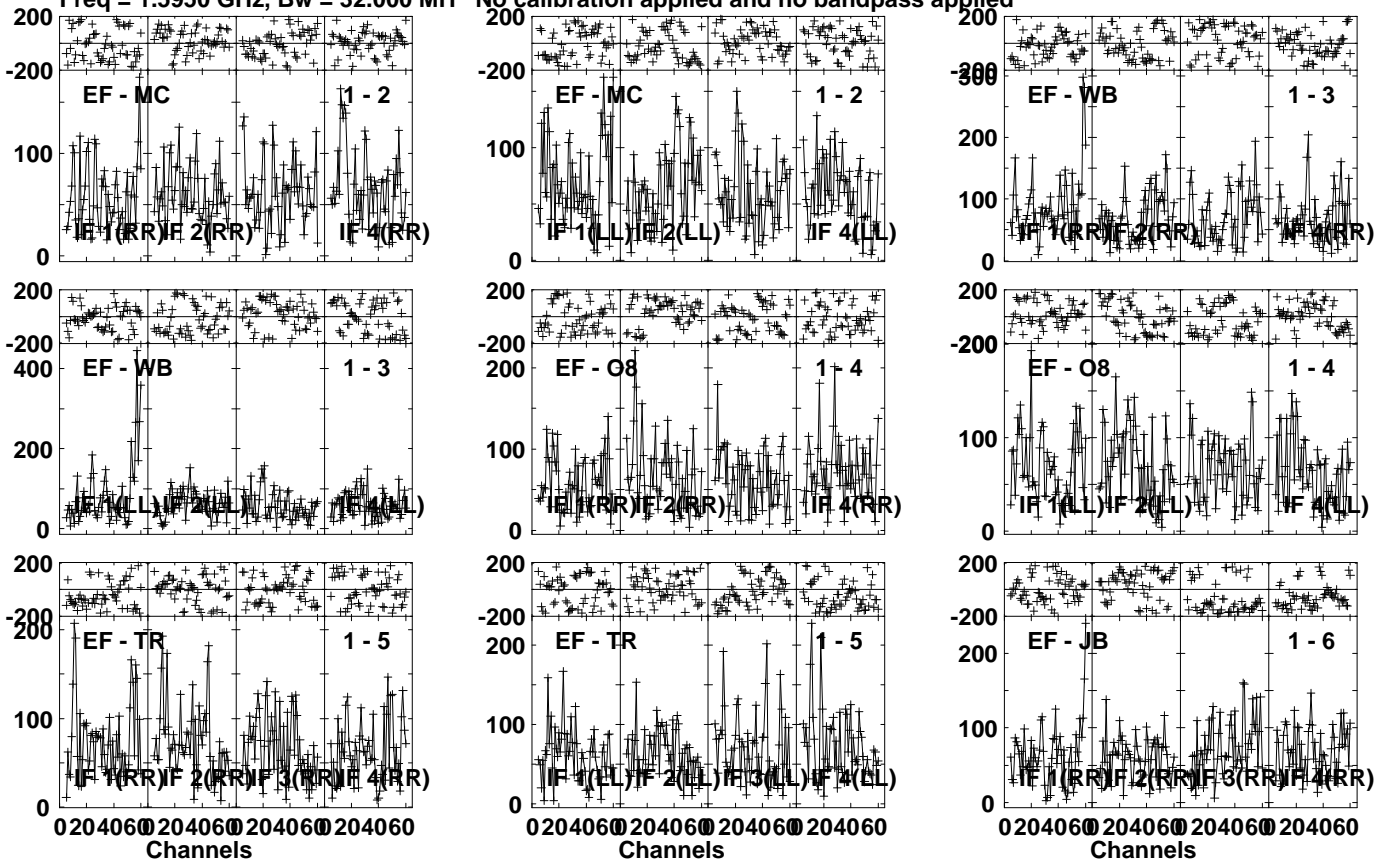 Freq = 1.5950 GHz, Bw = 32.000 MH No calibration applied and no bandpass applied
200
-200
EF - MC 1 - 2
100
0
IF 1(RR) IF 2(RR) IF 4(RR)
EF - MC 1 - 2
100
0
IF 1(LL) IF 2(LL) IF 4(LL)
200
-200
300
EF - WB 1 - 3
200
100
0
IF 1(RR) IF 2(RR) IF 4(RR)
200
-200
EF - WB 1 - 3
400
200
0
IF 1(LL) IF 2(LL) IF 4(LL)
200
-200
EF - O8 1 - 4
200
100
0
IF 1(RR) IF 2(RR) IF 4(RR)
200
-200
200
EF - O8 1 - 4
100
0
IF 1(LL) IF 2(LL) IF 4(LL)
200
-200
200
EF - TR 1 - 5
100
0
IF 1(RR) IF 2(RR) IF 3(RR) IF 4(RR)
0 20 40 60 0 20 40 60 0 20 40 60 0 20 40 60
Channels
200
-200
EF - TR 1 - 5
200
100
0
IF 1(LL) IF 2(LL) IF 3(LL) IF 4(LL)
0 20 40 60 0 20 40 60 0 20 40 60 0 20 40 60
Channels
200
-200
EF - JB 1 - 6
200
100
0
IF 1(RR) IF 2(RR) IF 3(RR) IF 4(RR)
0 20 40 60 0 20 40 60 0 20 40 60 0 20 40 60
Channels